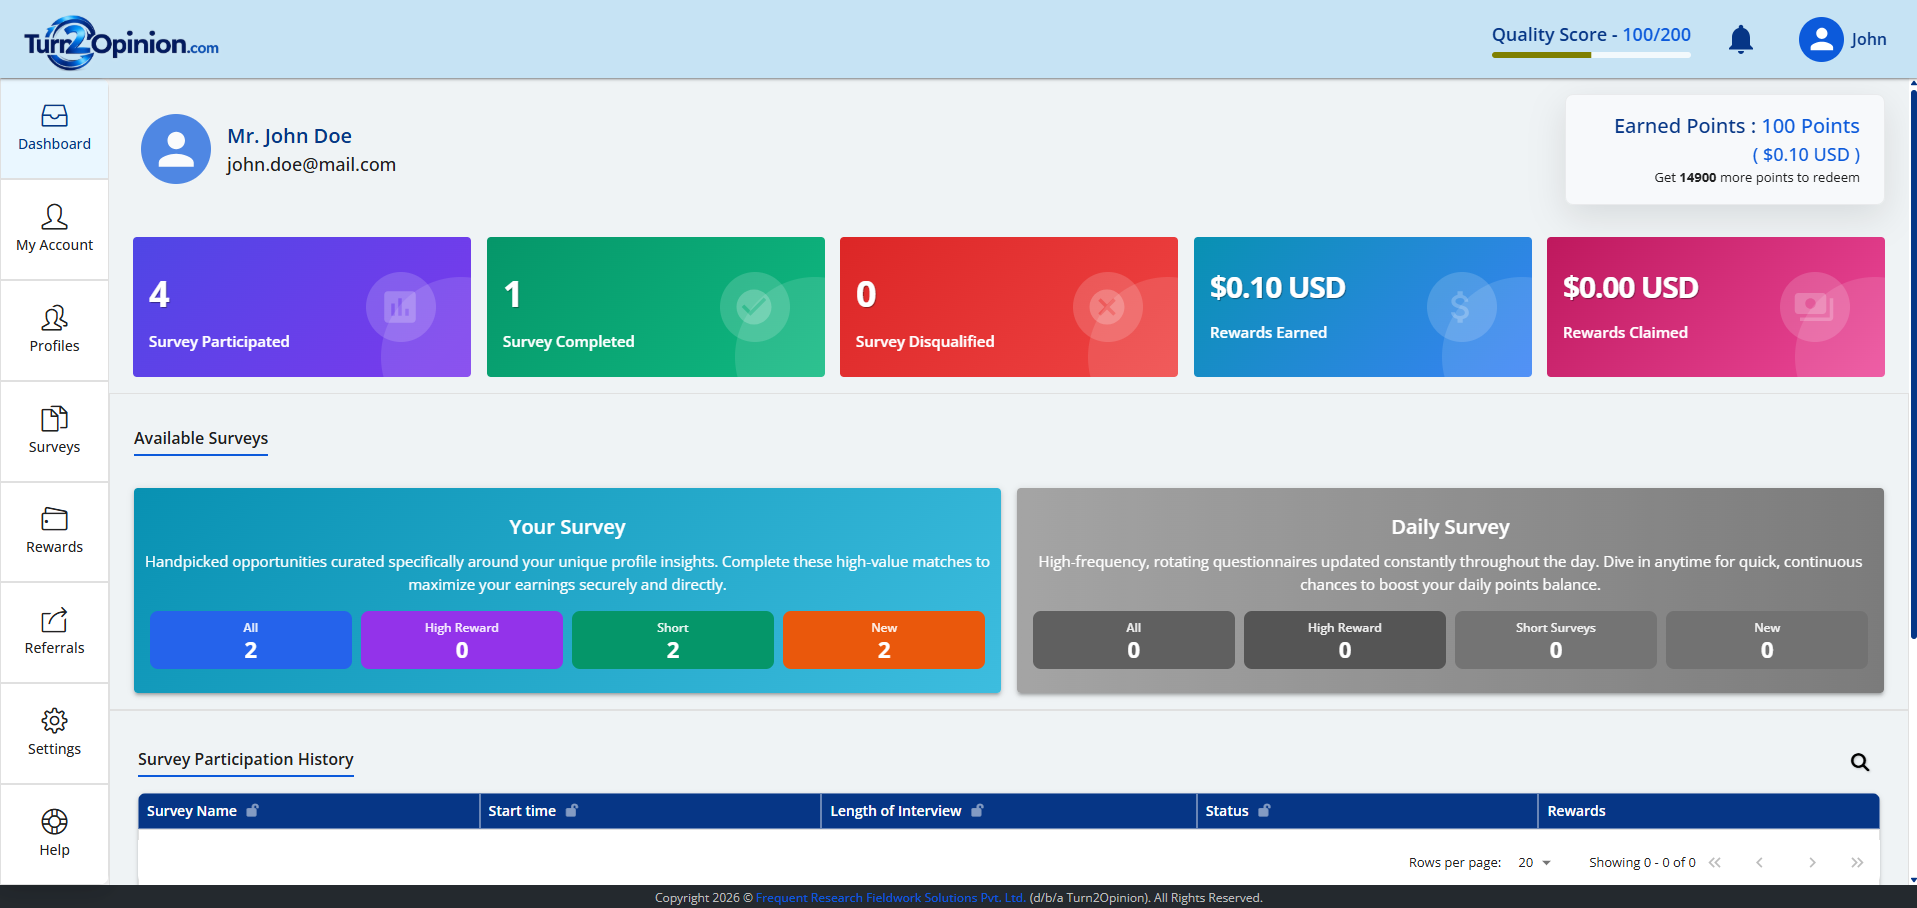 Turn2Opinion.com
Quality Score - 100/200
John
Dashboard
My Account
Profiles
Surveys
Rewards
Referrals
Settings
Help
Mr. John Doe
john.doe@mail.com
Earned Points : 100 Points
( $0.10 USD )
Get 14900 more points to redeem
4
Survey Participated
1
Survey Completed
0
Survey Disqualified
$0.10 USD
Rewards Earned
$0.00 USD
Rewards Claimed
Available Surveys
Your Survey
Handpicked opportunities curated specifically around your unique profile insights. Complete these high-value matches to
maximize your earnings securely and directly.
All
2
High Reward
0
Short
2
New
2
Daily Survey
High-frequency, rotating questionnaires updated constantly throughout the day. Dive in anytime for quick, continuous
chances to boost your daily points balance.
All
0
High Reward
0
Short Surveys
0
New
0
Survey Participation History
Survey Name Start time Length of Interview Status Rewards
Rows per page: 20 Showing 0 - 0 of 0
Copyright 2026 © Frequent Research Fieldwork Solutions Pvt. Ltd. (d/b/a Turn2Opinion). All Rights Reserved.